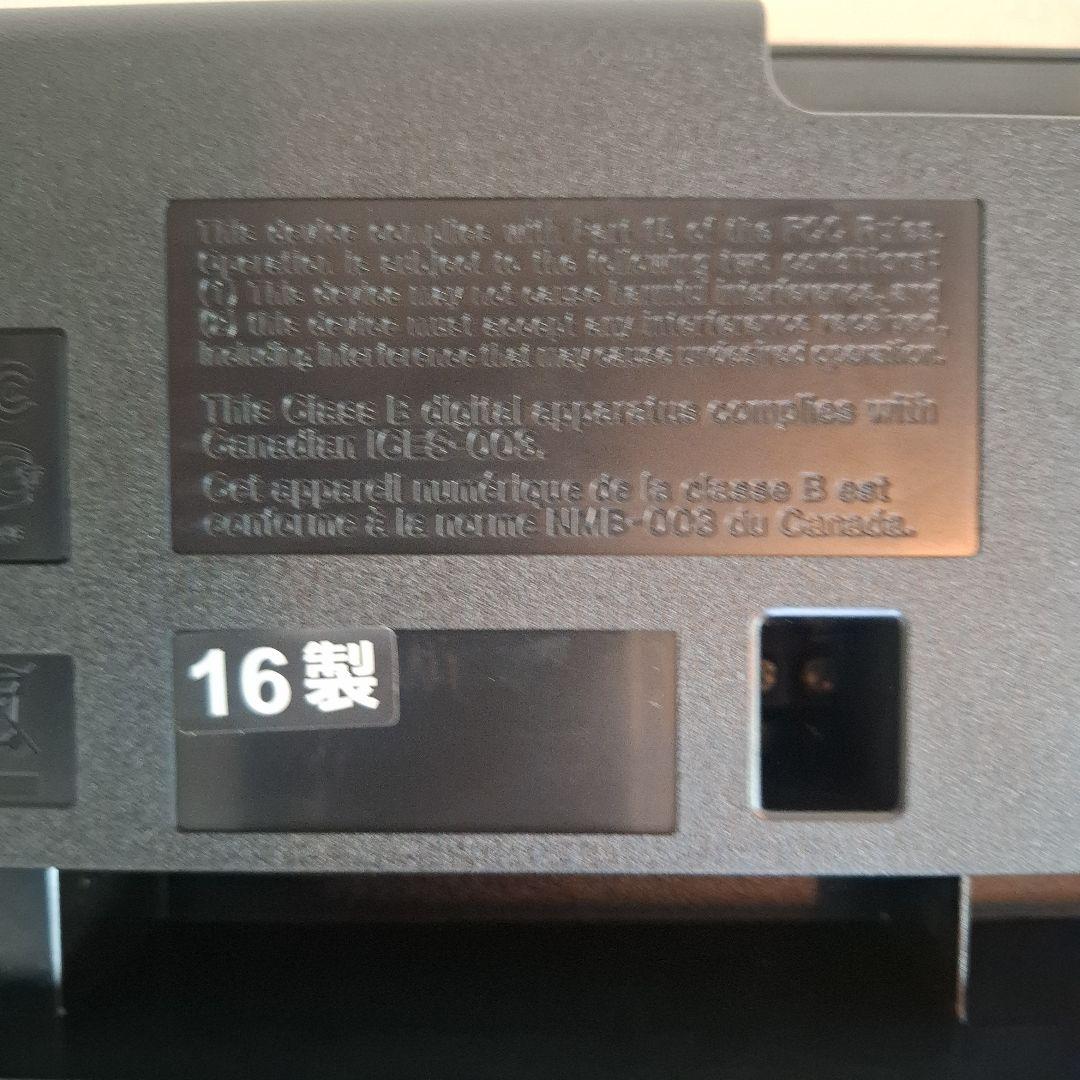 This device complies with Part 15 of the FCC Rules.
Operation is subject to the following two conditions:
(1) This device may not cause harmful interference, and
(2) this device must accept any interference received,
including interference that may cause undesired operation.
This Class B digital apparatus complies with
Canadian ICES-003.
Cet appareil numérique de la classe B est
conforme à la norme NMB-003 du Canada.
16製